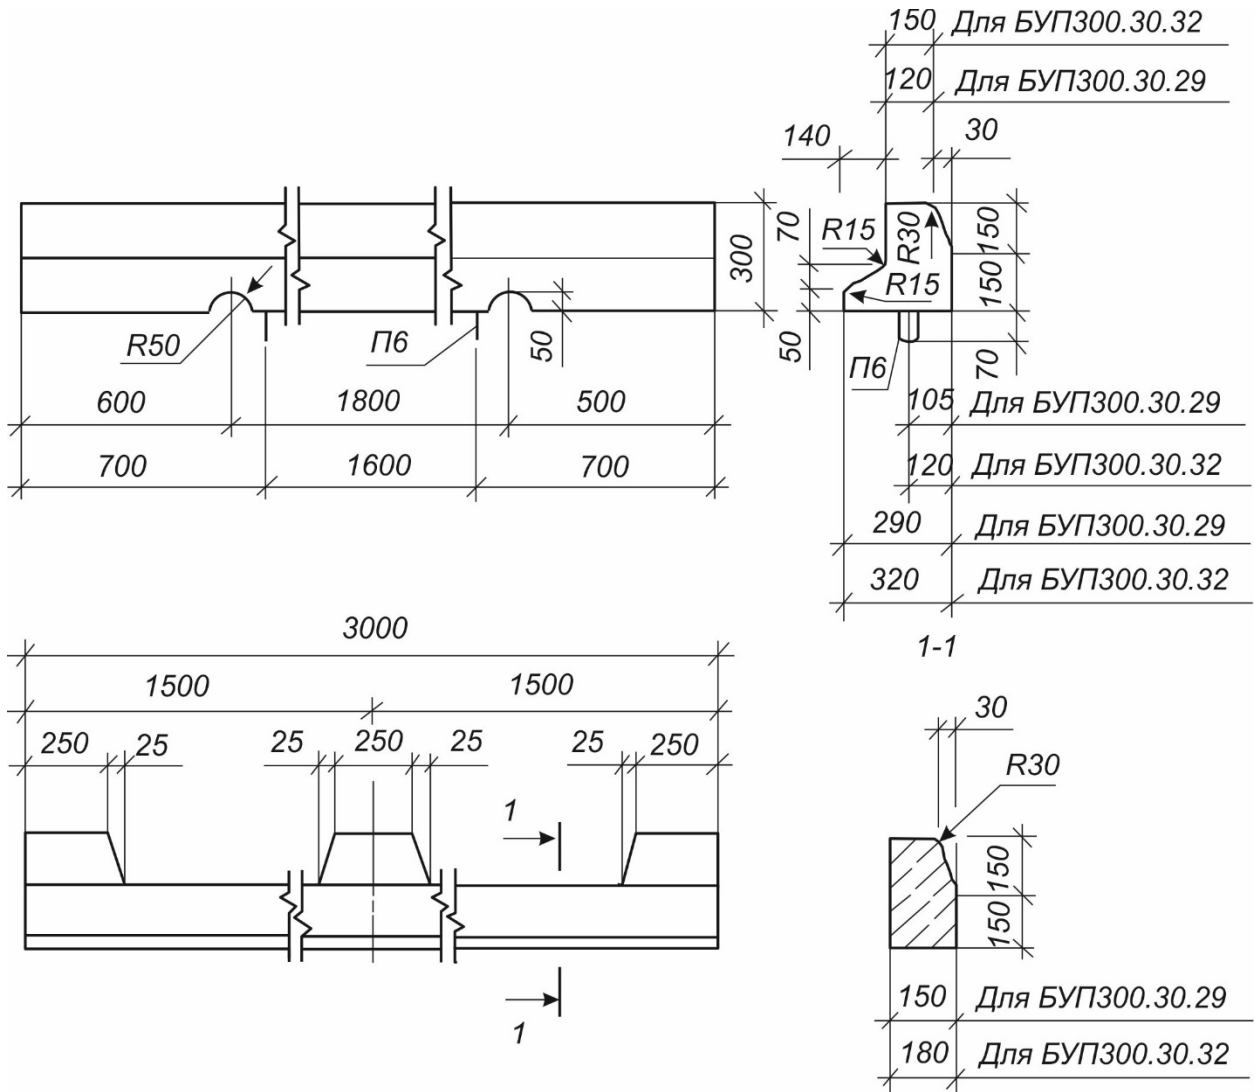 150 Для БУП300.30.32
120 Для БУП300.30.29
140
30
R15
70
R30
150
300
R15
150
R50
П6
50
50
П6
70
600
1800
500
105 Для БУП300.30.29
700
1600
700
120 Для БУП300.30.32
290 Для БУП300.30.29
320 Для БУП300.30.32
3000
1-1
1500
1500
30
250
25
25
250
25
25
250
R30
1
150
150
1
150 Для БУП300.30.29
180 Для БУП300.30.32